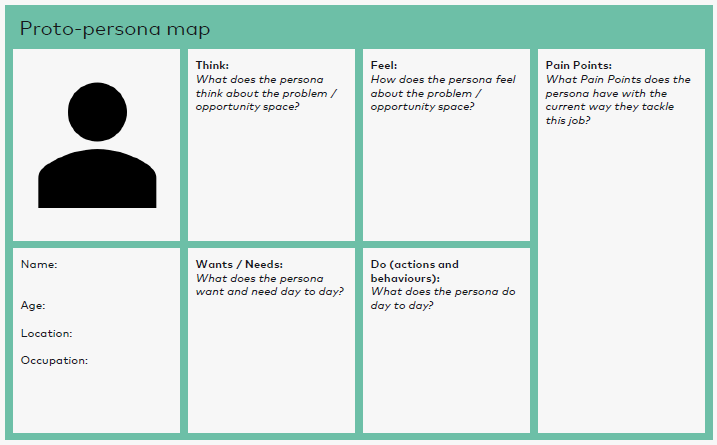 Proto-persona map
Think:
What does the persona
think about the problem /
opportunity space?
Feel:
How does the persona feel
about the problem /
opportunity space?
Pain Points:
What Pain Points does the
persona have with the
current way they tackle
this job?
Name:
Age:
Location:
Occupation:
Wants / Needs:
What does the persona
want and need day to day?
Do (actions and
behaviours):
What does the persona do
day to day?